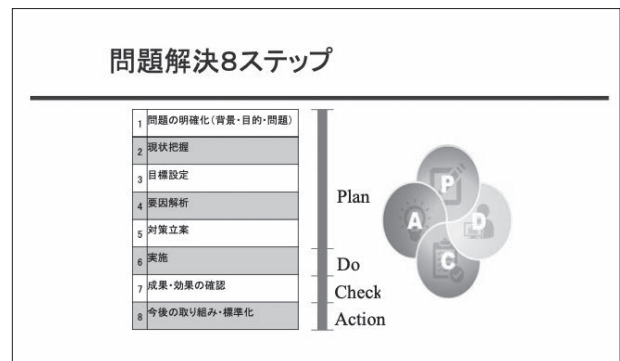 問題解決8ステップ
1 問題の明確化(背景・目的・問題)
2 現状把握
3 目標設定
4 要因解析
5 対策立案
6 実施
7 成果・効果の確認
8 今後の取り組み・標準化
Plan
Do
Check
Action
P
A
D
C